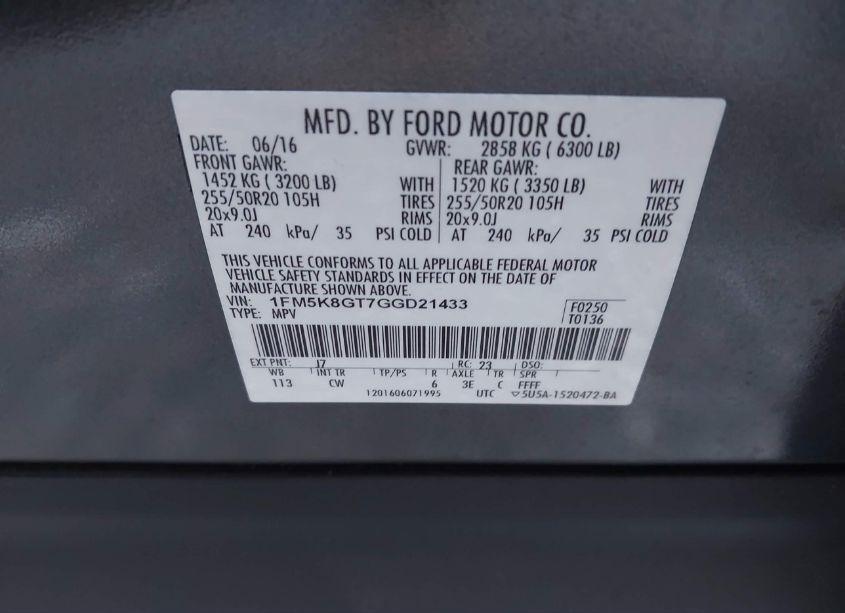 MFD. BY FORD MOTOR CO.
DATE: 06/16 GVWR: 2858 KG ( 6300 LB)
FRONT GAWR: REAR GAWR:
1452 KG ( 3200 LB) WITH 1520 KG ( 3350 LB) WITH
255/50R20 105H TIRES 255/50R20 105H TIRES
20x9.0J RIMS 20x9.0J RIMS
AT 240 kPa/ 35 PSI COLD AT 240 kPa/ 35 PSI COLD
THIS VEHICLE CONFORMS TO ALL APPLICABLE FEDERAL MOTOR
VEHICLE SAFETY STANDARDS IN EFFECT ON THE DATE OF
MANUFACTURE SHOWN ABOVE.
VIN: 1FM5K8GT7GGD21433 F0250
TYPE: MPV T0136
EXT PNT: J7 RC: 23 DSO:
WB INT TR TP/PS R AXLE TR SPR
113 CW 6 3E C FFFF
1201606071995 UTC ▽5U5A-1520472-BA